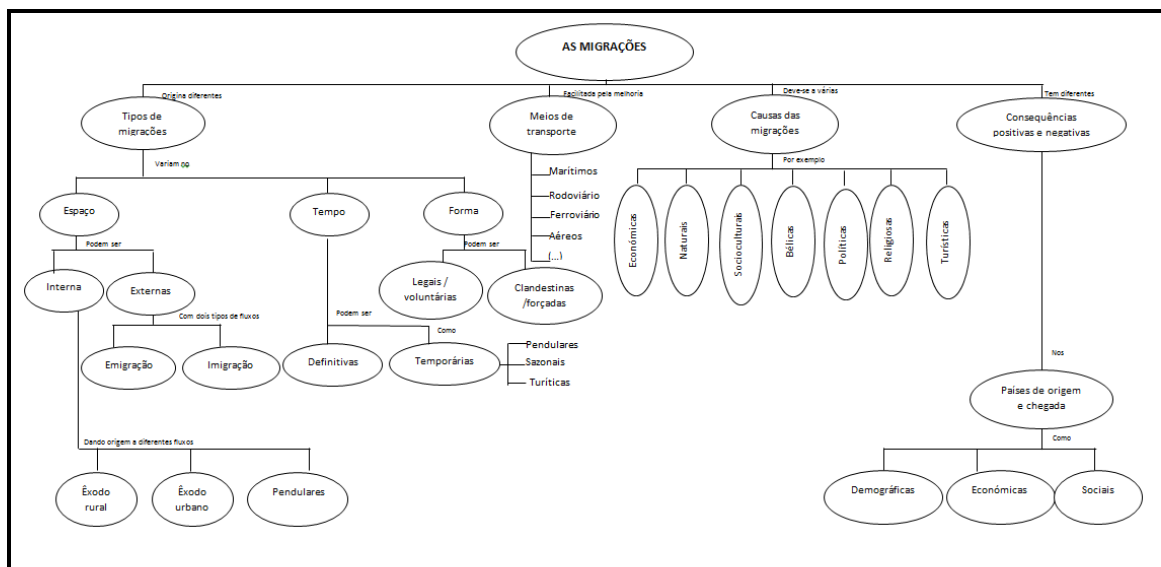 AS MIGRAÇÕES
Origina diferentes
Facilitada pela melhoria
Deve-se a várias
Tem diferentes
Tipos de
migrações
Meios de
transporte
Causas das
migrações
Consequências
positivas e negativas
Variam no
Marítimos
Rodoviário
Ferroviário
Aéreos
(...)
Por exemplo
Espaço
Tempo
Forma
Económicas
Naturais
Socioculturais
Bélicas
Políticas
Religiosas
Turísticas
Podem ser
Podem ser
Interna
Externas
Legais /
voluntárias
Clandestinas
/forçadas
Com dois tipos de fluxos
Podem ser
Como
Emigração
Imigração
Definitivas
Temporárias
Pendulares
Sazonais
Turíticas
Nos
Países de origem
e chegada
Dando origem a diferentes fluxos
Como
Êxodo
rural
Êxodo
urbano
Pendulares
Demográficas
Económicas
Sociais